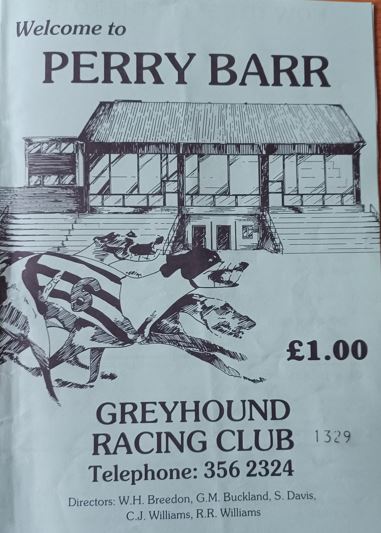 Welcome to
PERRY BARR
6
£1.00
GREYHOUND
RACING CLUB 1329
Telephone: 356 2324
Directors: W.H. Breedon, G.M. Buckland, S. Davis,
C.J. Williams, R.R. Williams